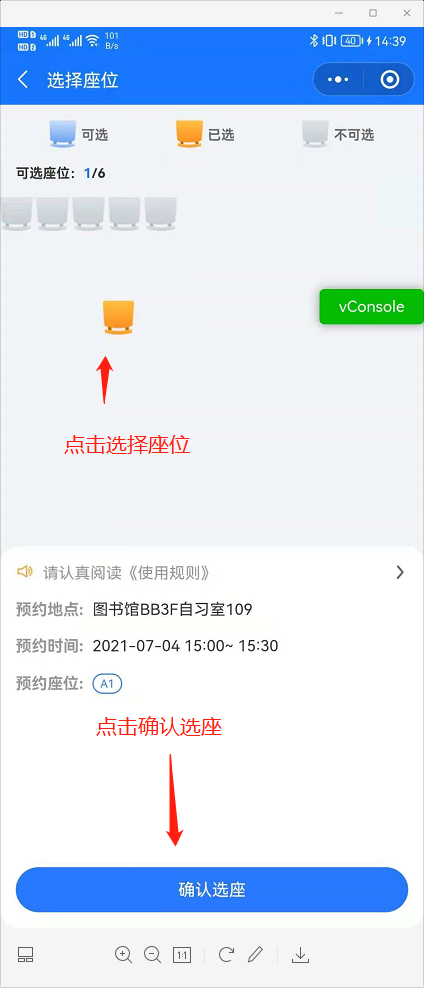 HD 1 4G 4G 101
HD 2 B/s
40 14:39
选择座位
可选 已选 不可选
可选座位：1/6
vConsole
点击选择座位
请认真阅读《使用规则》
预约地点: 图书馆BB3F自习室109
预约时间: 2021-07-04 15:00~ 15:30
预约座位: A1
点击确认选座
确认选座
1:1